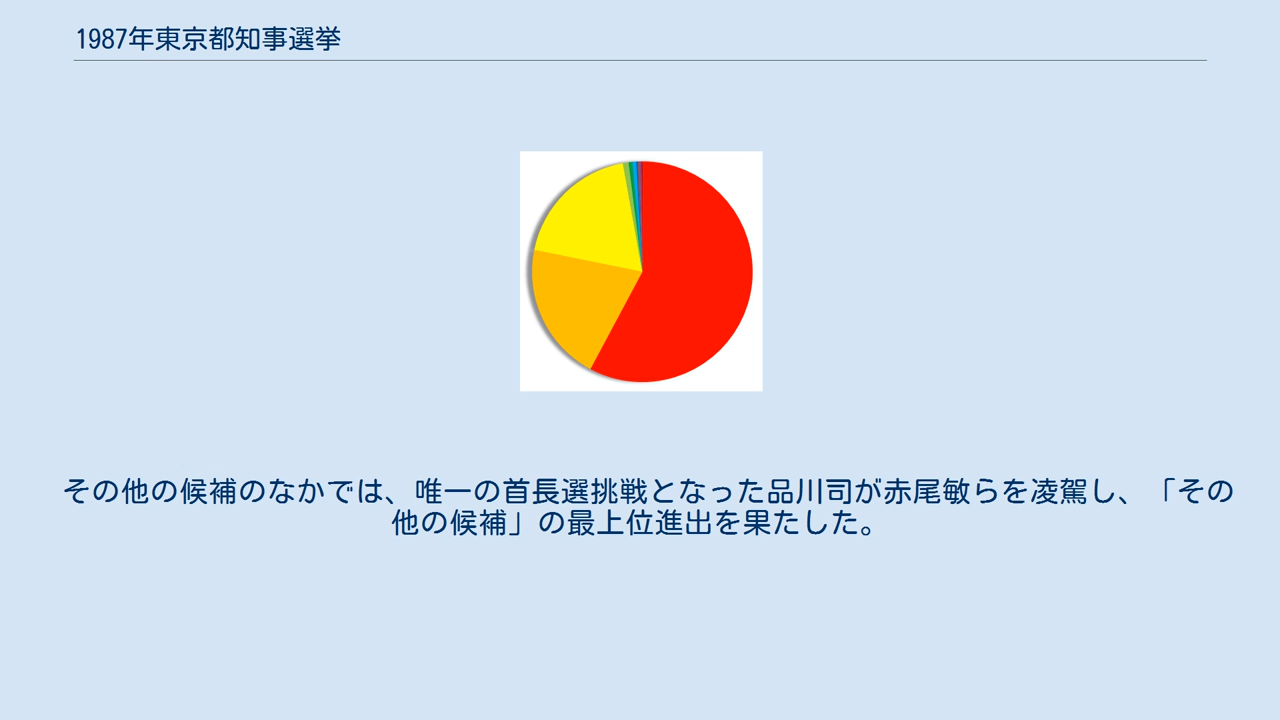 1987年東京都知事選挙
その他の候補のなかでは、唯一の首長選挑戦となった品川司が赤尾敏らを凌駕し、「その
他の候補」の最上位進出を果たした。